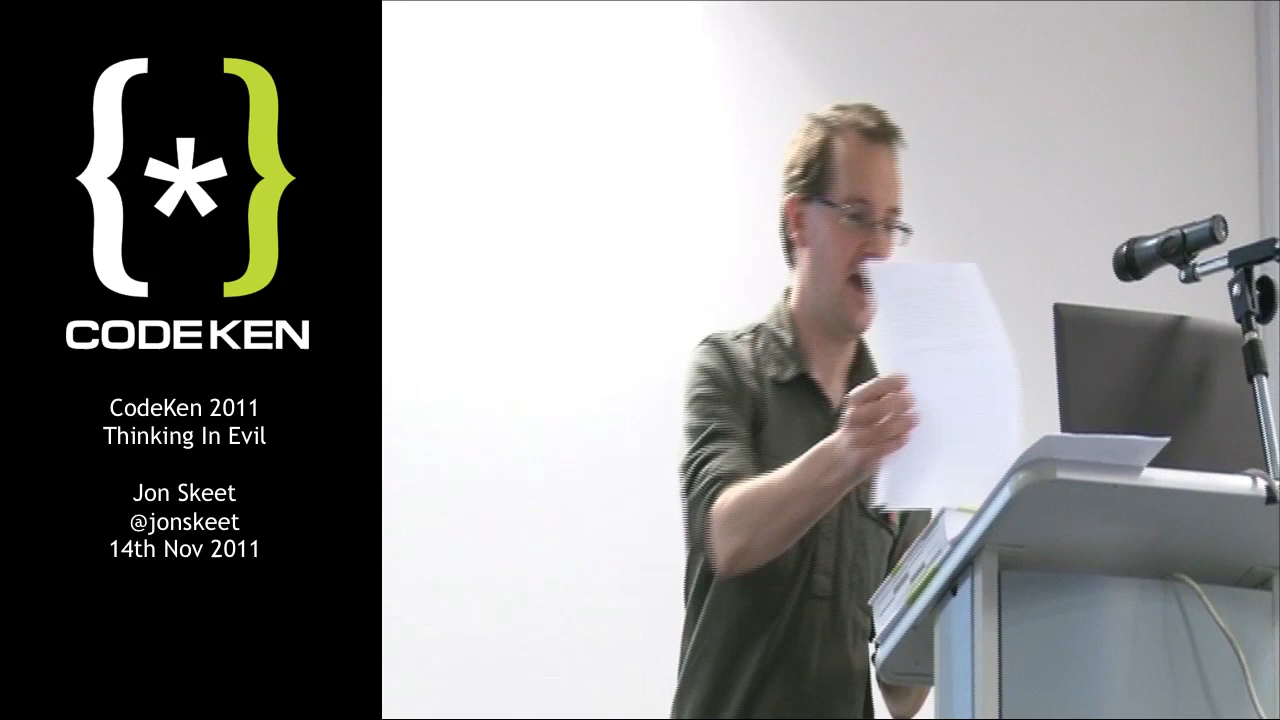 {*}
CODEKEN
CodeKen 2011
Thinking In Evil
Jon Skeet
@jonskeet
14th Nov 2011